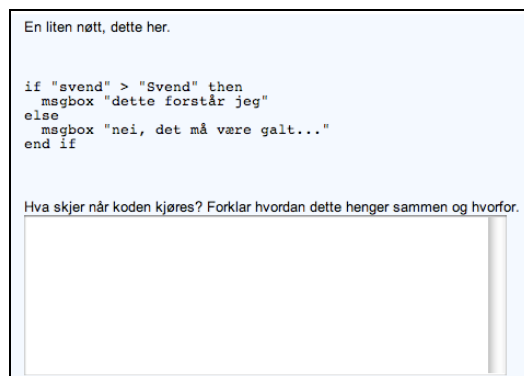 En liten nøtt, dette her.
if "svend" > "Svend" then
  msgbox "dette forstår jeg"
else
  msgbox "nei, det må være galt..."
end if
Hva skjer når koden kjøres? Forklar hvordan dette henger sammen og hvorfor.